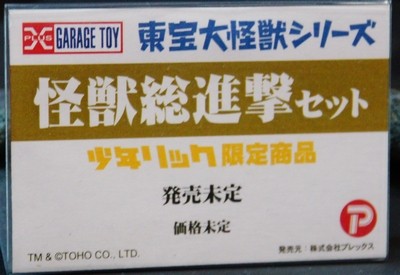 X PLUS GARAGE TOY 東宝大怪獣シリーズ
怪獣総進撃セット
少年リック限定商品
発売未定
価格未定
P
TM & ©TOHO CO., LTD.
発売元：株式会社プレックス